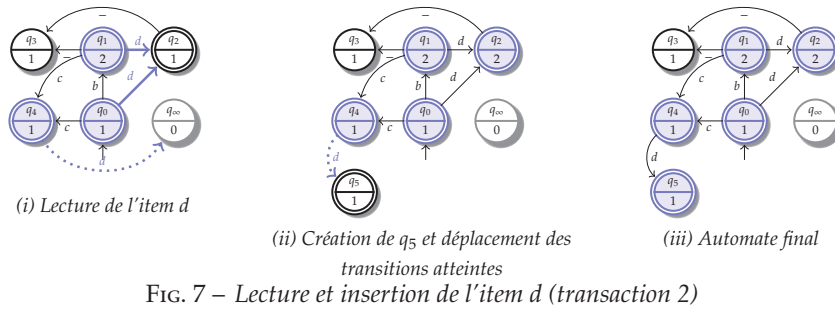 –
q3
1
q1
2
d
q2
1
–
c
d
b
q4
1
c
q0
1
q∞
0
d
(i) Lecture de l'item d
–
q3
1
q1
2
d
q2
2
–
c
d
b
q4
1
c
q0
1
q∞
0
d
q5
1
(ii) Création de q5 et déplacement des
transitions atteintes
–
q3
1
q1
2
d
q2
2
–
c
d
b
q4
1
c
q0
1
q∞
0
d
q5
1
(iii) Automate final
FIG. 7 – Lecture et insertion de l'item d (transaction 2)